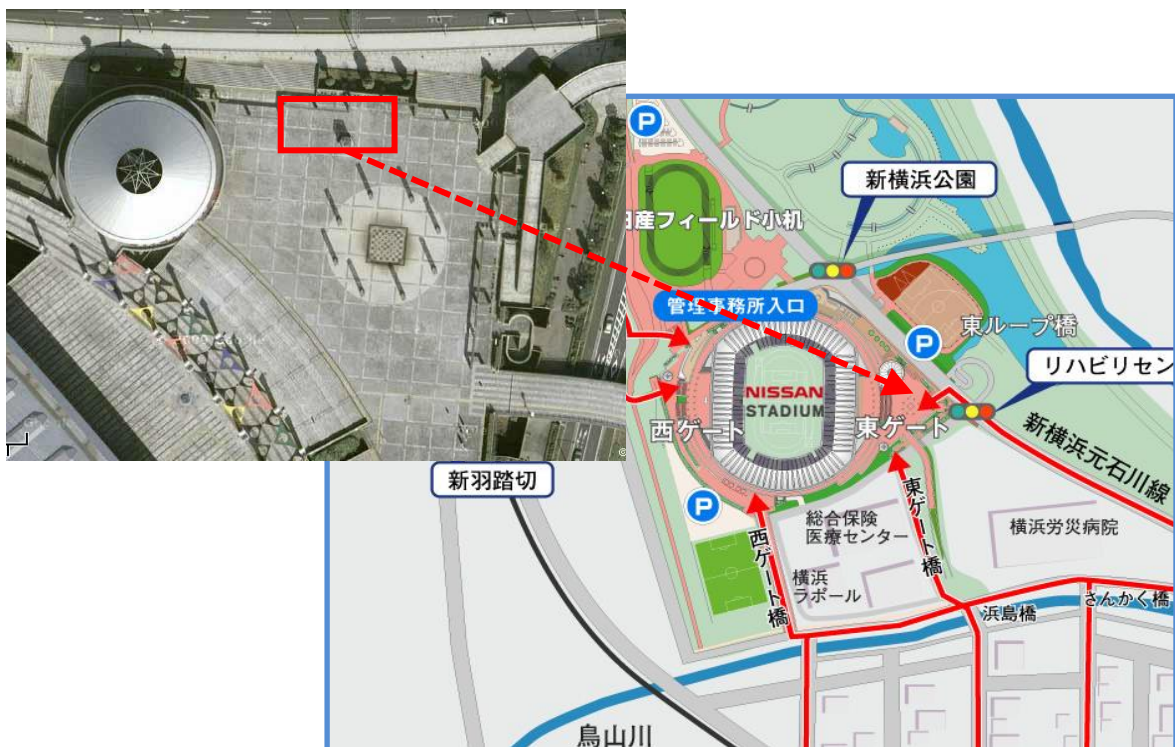 P
新横浜公園
産フィールド小机
管理事務所入口
東ループ橋
P
リハビリセン
NISSAN
STADIUM
西ゲート
東ゲート
新横浜元石川線
新羽踏切
P
西ゲート橋
総合保険
医療センター
東ゲート橋
横浜労災病院
横浜
ラポール
さんかく橋
浜島橋
鳥山川